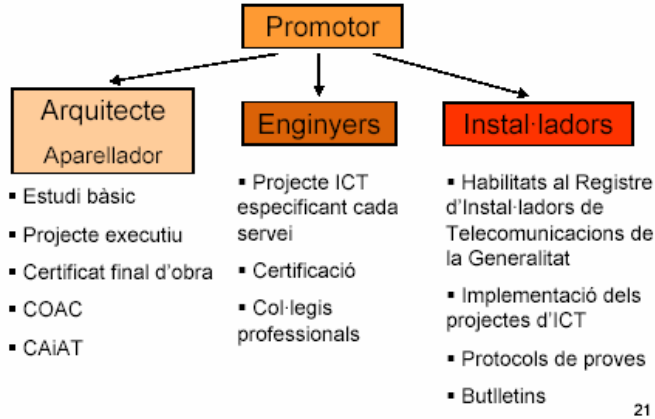 Promotor
Arquitecte
Aparellador
▪ Estudi bàsic
▪ Projecte executiu
▪ Certificat final d'obra
▪ COAC
▪ CAiAT
Enginyers
▪ Projecte ICT
especificant cada
servei
▪ Certificació
▪ Col·legis
professionals
Instal·ladors
▪ Habilitats al Registre
d'Instal·ladors de
Telecomunicacions de
la Generalitat
▪ Implementació dels
projectes d'ICT
▪ Protocols de proves
▪ Butlletins
21